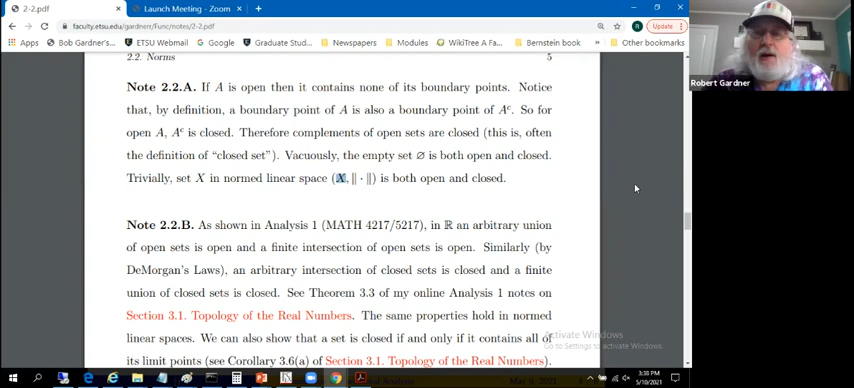 2-2.pdf
Launch Meeting - Zoom
faculty.etsu.edu/gardnerr/Func/notes/2-2.pdf
Update
Apps
Bob Gardner's
ETSU Webmail
Google
Graduate Stud...
Newspapers
Modules
WikiTree A Fa...
Bernstein book
Other bookmarks
2.2. Norms 5
Note 2.2.A. If A is open then it contains none of its boundary points. Notice
that, by definition, a boundary point of A is also a boundary point of Aᶜ. So for
open A, Aᶜ is closed. Therefore complements of open sets are closed (this is, often
the definition of “closed set”). Vacuously, the empty set ∅ is both open and closed.
Trivially, set X in normed linear space (X, ‖ · ‖) is both open and closed.
Note 2.2.B. As shown in Analysis 1 (MATH 4217/5217), in ℝ an arbitrary union
of open sets is open and a finite intersection of open sets is open. Similarly (by
DeMorgan's Laws), an arbitrary intersection of closed sets is closed and a finite
union of closed sets is closed. See Theorem 3.3 of my online Analysis 1 notes on
Section 3.1. Topology of the Real Numbers. The same properties hold in normed
linear spaces. We can also show that a set is closed if and only if it contains all of
its limit points (see Corollary 3.6(a) of Section 3.1. Topology of the Real Numbers).
Activate Windows
Go to Settings to activate Windows.
Robert Gardner
3:38 PM
5/10/2021